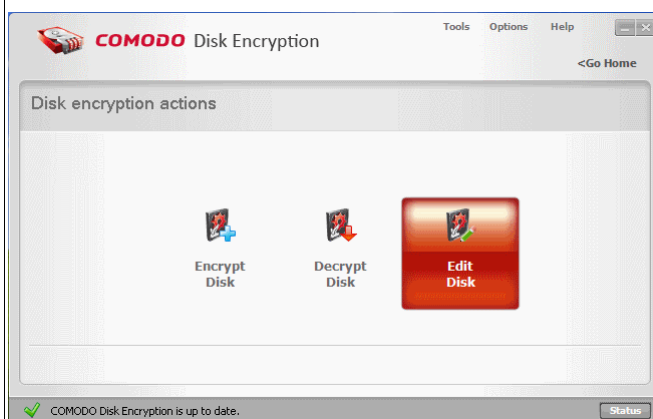 COMODO Disk Encryption
Tools Options Help
<Go Home
Disk encryption actions
Encrypt Disk
Decrypt Disk
Edit Disk
COMODO Disk Encryption is up to date.
Status